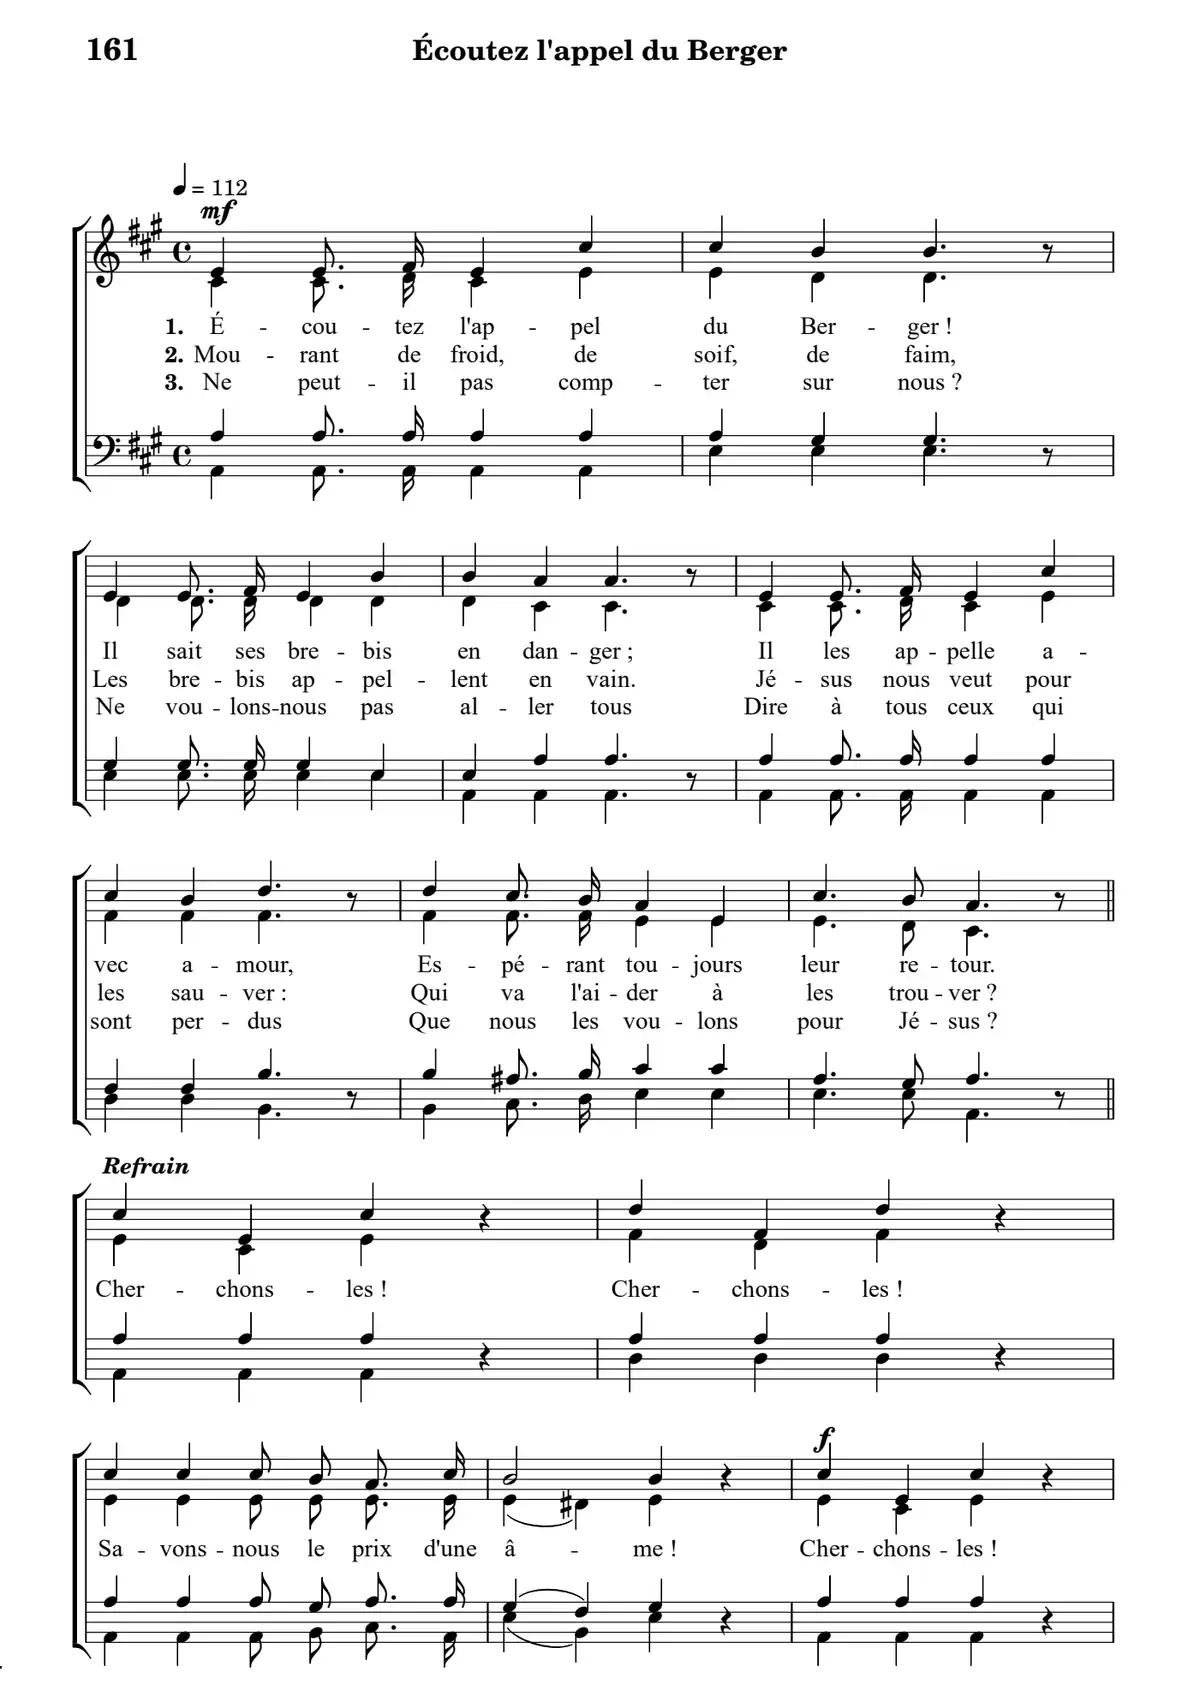 161 Écoutez l'appel du Berger
= 112
mf
1. É - cou - tez l'ap - pel du Ber - ger !
2. Mou - rant de froid, de soif, de faim,
3. Ne peut - il pas comp - ter sur nous ?
Il sait ses bre - bis en dan - ger ; Il les ap - pelle a -
Les bre - bis ap - pel - lent en vain. Jé - sus nous veut pour
Ne vou - lons-nous pas al - ler tous Dire à tous ceux qui
vec a - mour, Es - pé - rant tou - jours leur re - tour.
les sau - ver : Qui va l'ai - der à les trou - ver ?
sont per - dus Que nous les vou - lons pour Jé - sus ?
Refrain
Cher - chons - les ! Cher - chons - les !
f
Sa - vons - nous le prix d'une â - me ! Cher - chons - les !